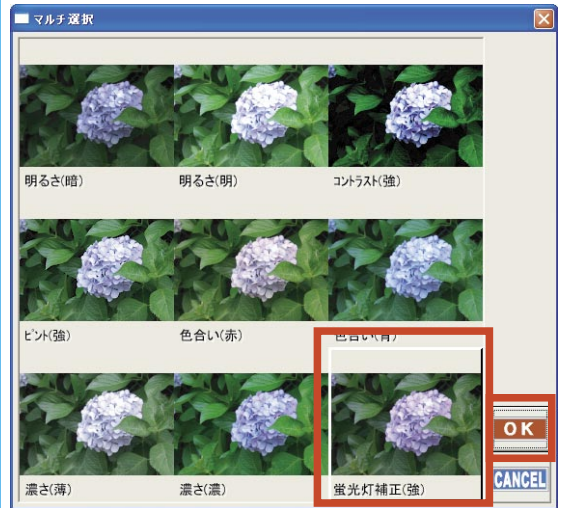 マルチ選択
明るさ(暗)
明るさ(明)
コントラスト(強)
ピント(強)
色合い(赤)
色合い(青)
濃さ(薄)
濃さ(濃)
蛍光灯補正(強)
OK
CANCEL